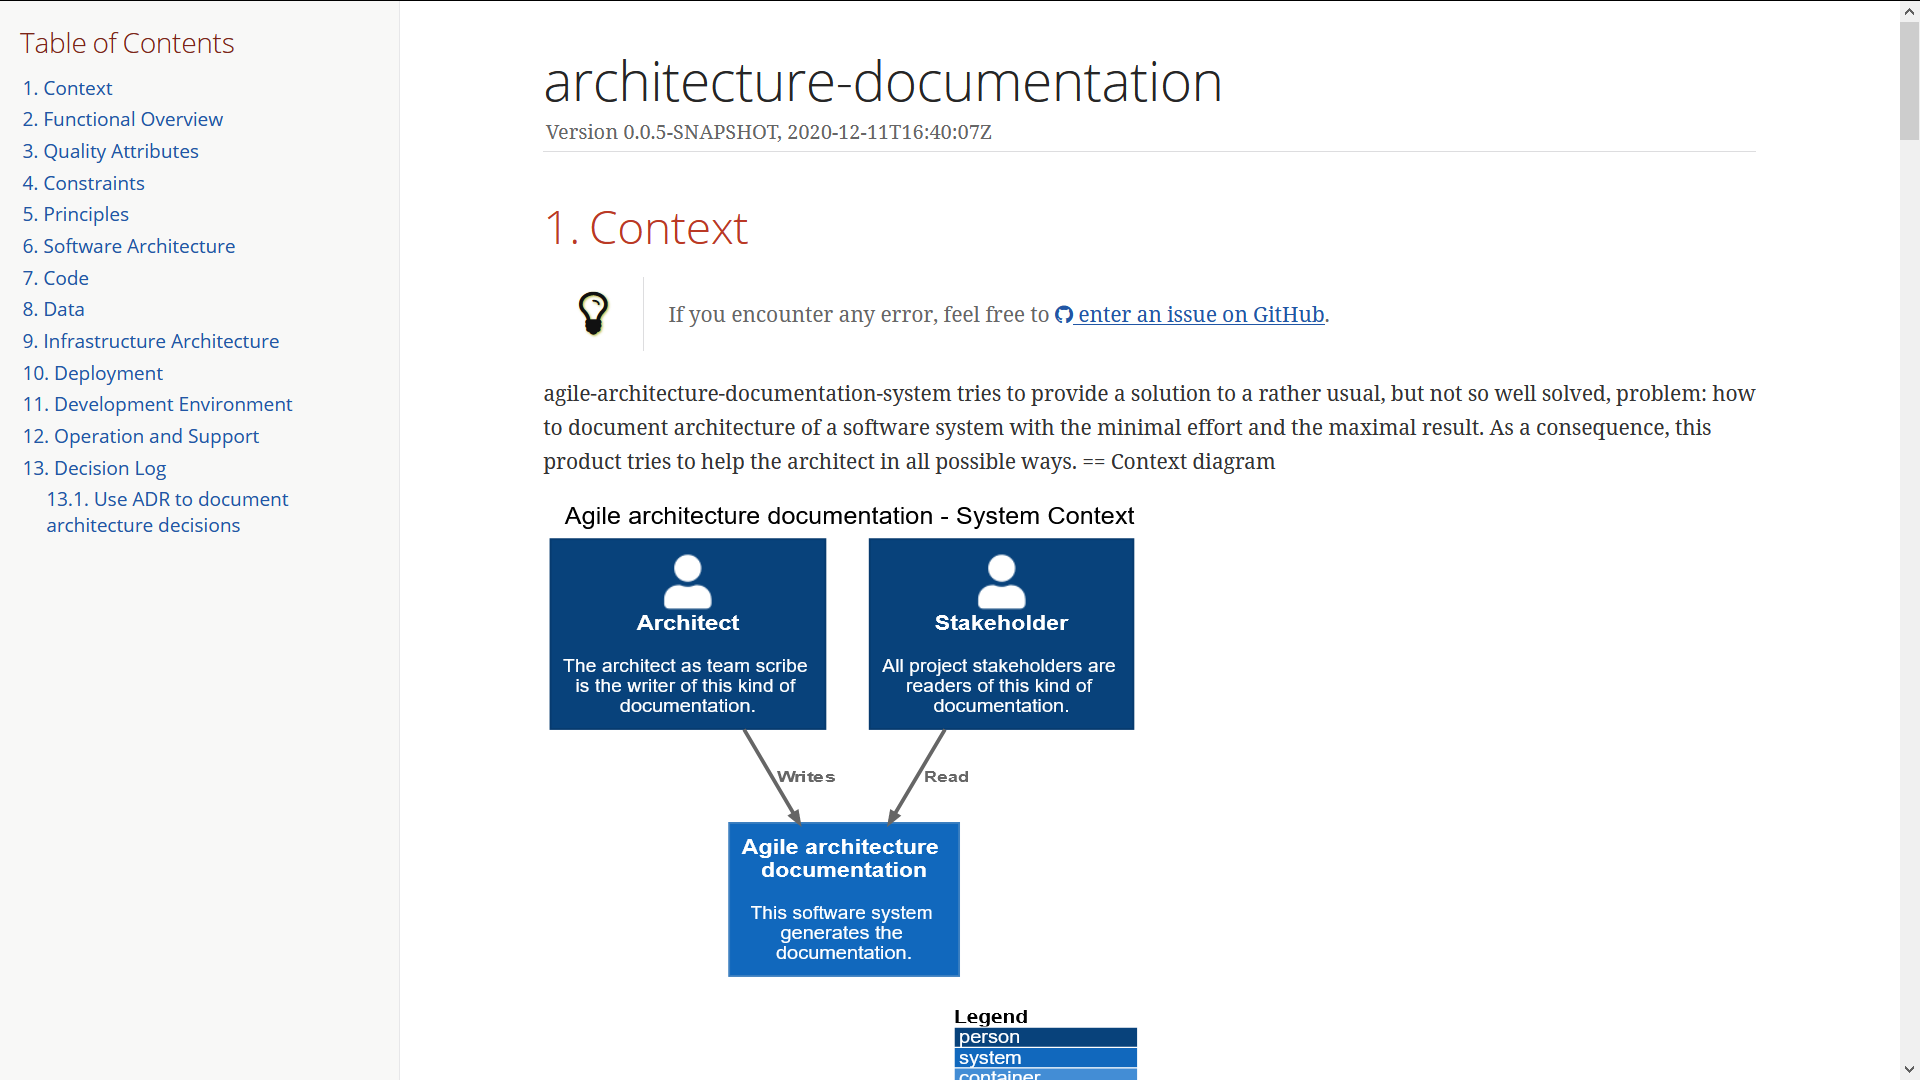 Table of Contents
1. Context
2. Functional Overview
3. Quality Attributes
4. Constraints
5. Principles
6. Software Architecture
7. Code
8. Data
9. Infrastructure Architecture
10. Deployment
11. Development Environment
12. Operation and Support
13. Decision Log
13.1. Use ADR to document
architecture decisions
architecture-documentation
Version 0.0.5-SNAPSHOT, 2020-12-11T16:40:07Z
1. Context
If you encounter any error, feel free to enter an issue on GitHub.
agile-architecture-documentation-system tries to provide a solution to a rather usual, but not so well solved, problem: how
to document architecture of a software system with the minimal effort and the maximal result. As a consequence, this
product tries to help the architect in all possible ways. == Context diagram
Agile architecture documentation - System Context
Architect
The architect as team scribe
is the writer of this kind of
documentation.
Stakeholder
All project stakeholders are
readers of this kind of
documentation.
Writes
Read
Agile architecture
documentation
This software system
generates the
documentation.
Legend
person
system
container